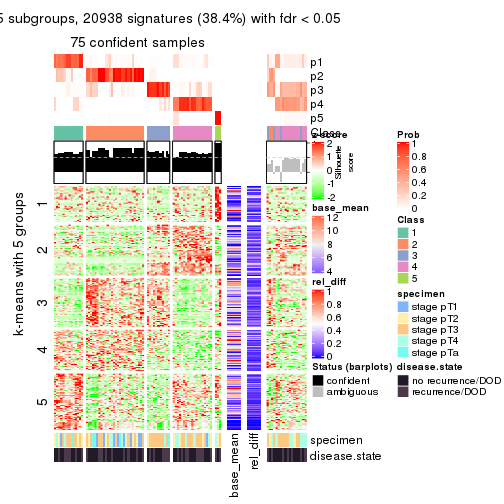 5 subgroups, 20938 signatures (38.4%) with fdr < 0.05
75 confident samples
p1
p2
p3
p4
p5
Class
k-means with 5 groups
1
2
3
4
5
z-score
2
1
0
-1
-2
Silhouette
score
base_mean
12
10
8
6
4
rel_diff
1
0.8
0.6
0.4
0.2
0
Status (barplots)
confident
ambiguous
Prob
1
0.8
0.6
0.4
0.2
0
Class
1
2
3
4
5
specimen
stage pT1
stage pT2
stage pT3
stage pT4
stage pTa
disease.state
no recurrence/DOD
recurrence/DOD
specimen
disease.state
base_mean
rel_diff